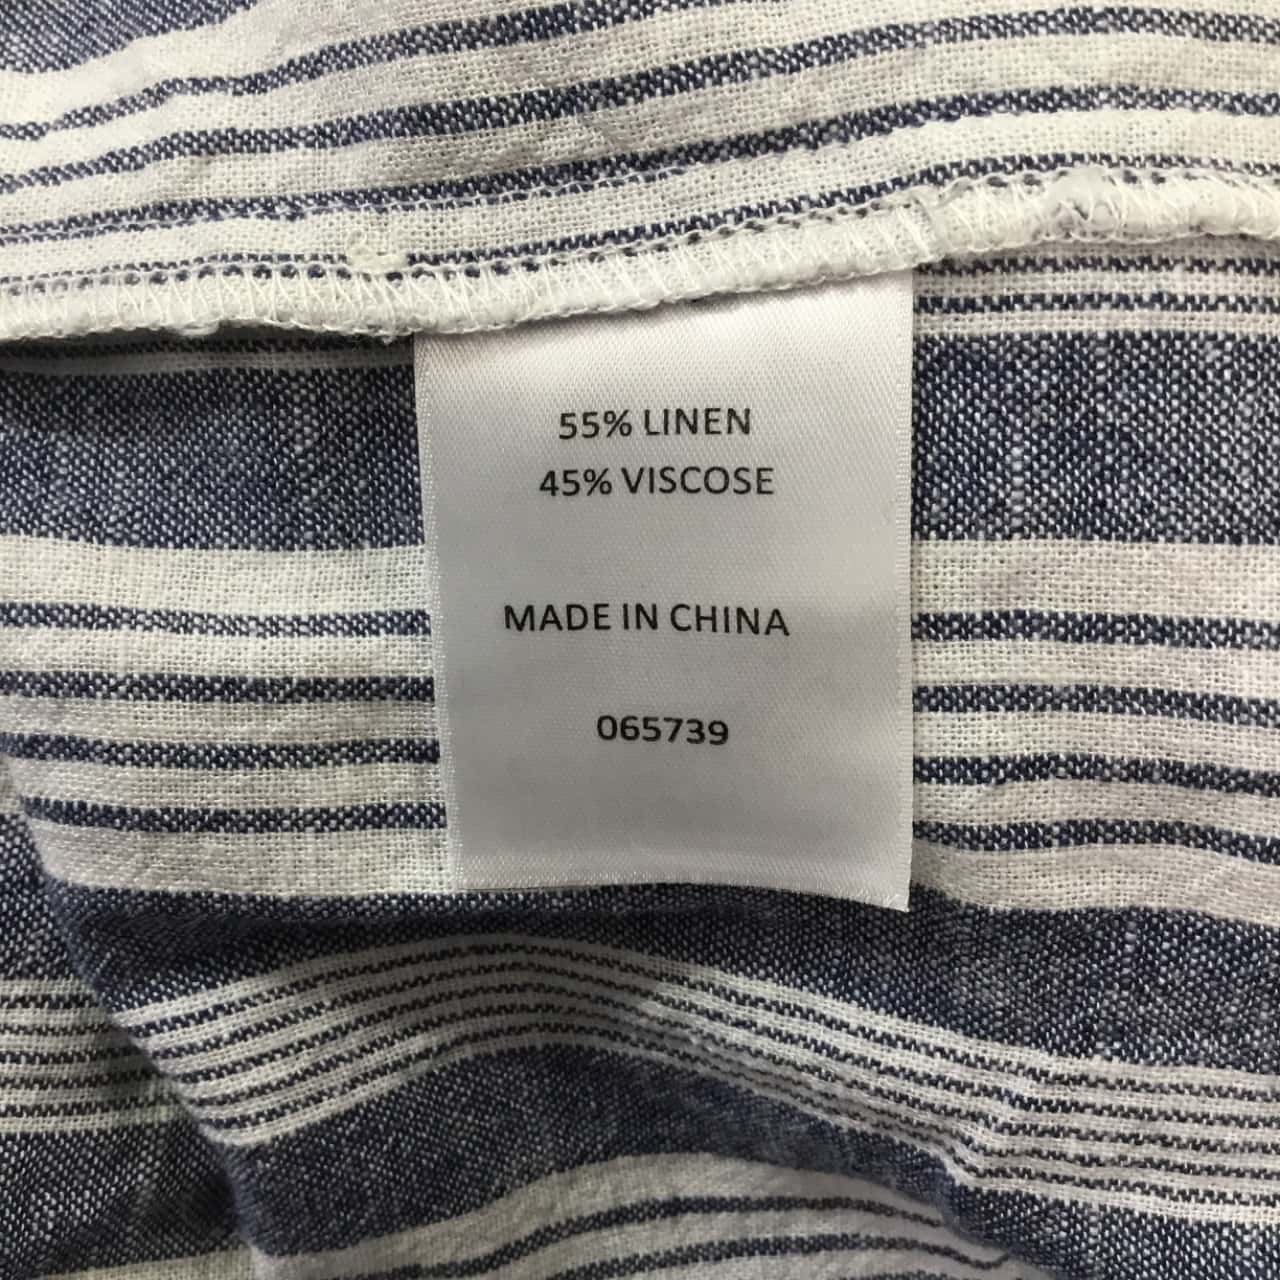 55% LINEN
45% VISCOSE
MADE IN CHINA
065739